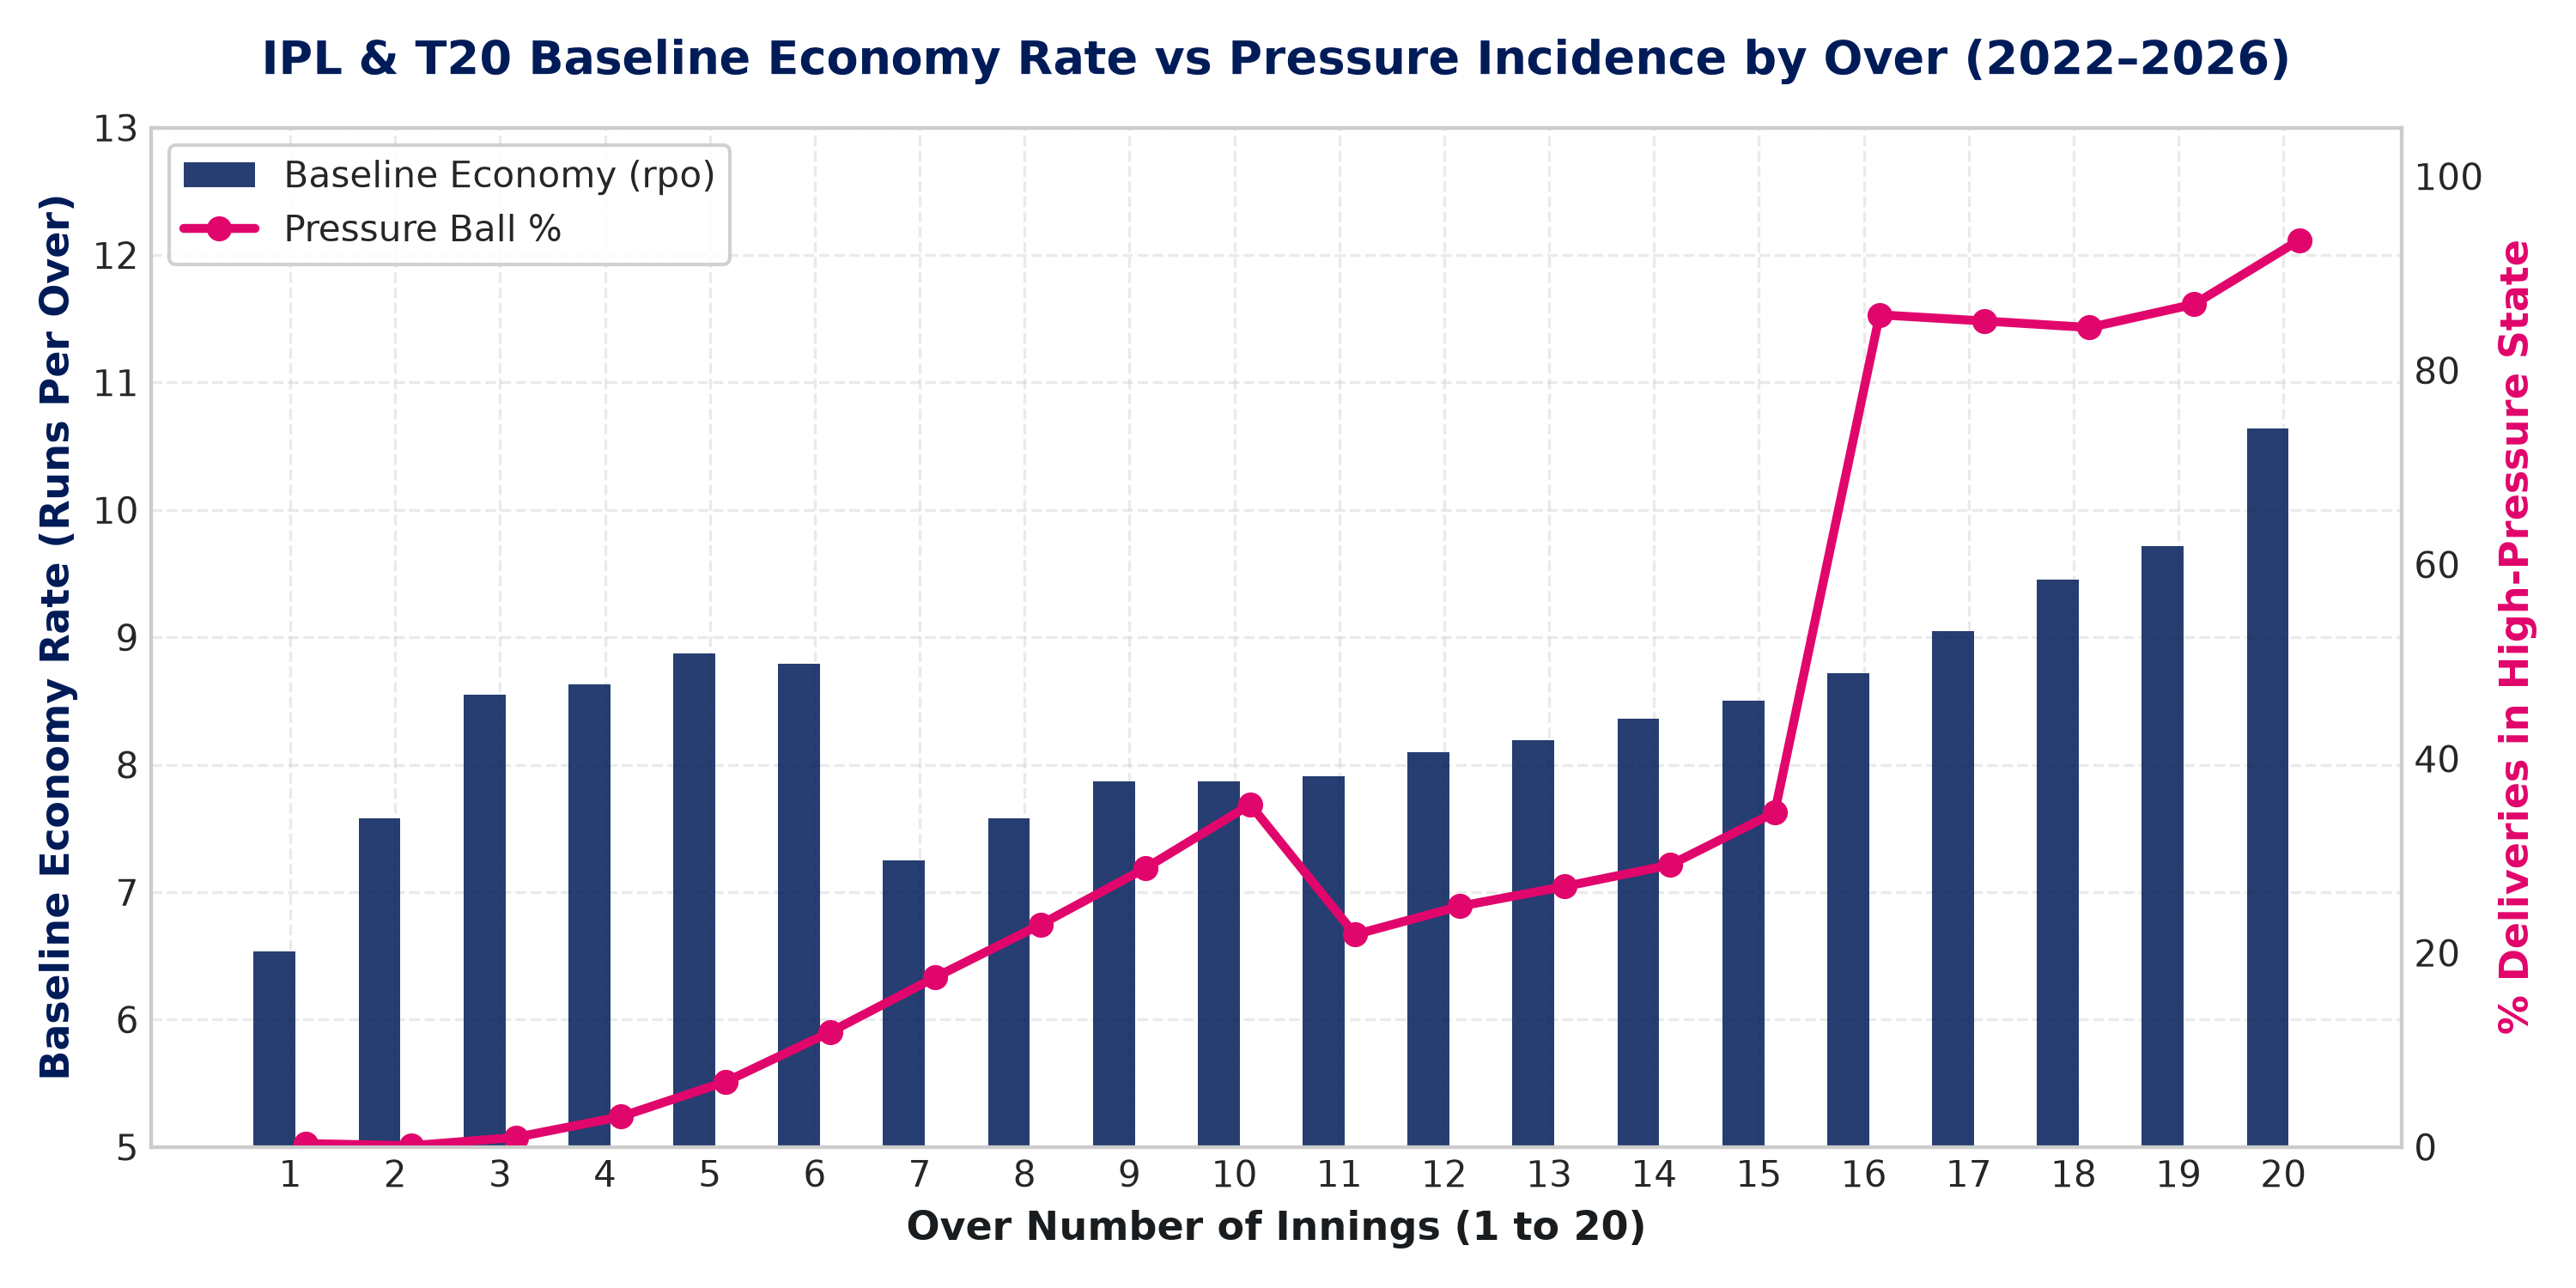 IPL & T20 Baseline Economy Rate vs Pressure Incidence by Over (2022–2026)
Baseline Economy (rpo)
Pressure Ball %
Baseline Economy Rate (Runs Per Over)
13
12
11
10
9
8
7
6
5
100
80
60
40
20
0
% Deliveries in High-Pressure State
1 2 3 4 5 6 7 8 9 10 11 12 13 14 15 16 17 18 19 20
Over Number of Innings (1 to 20)